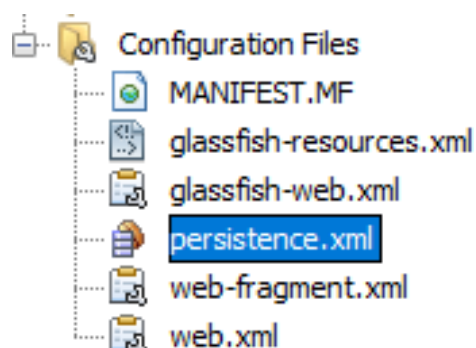 Configuration Files
MANIFEST.MF
glassfish-resources.xml
glassfish-web.xml
persistence.xml
web-fragment.xml
web.xml